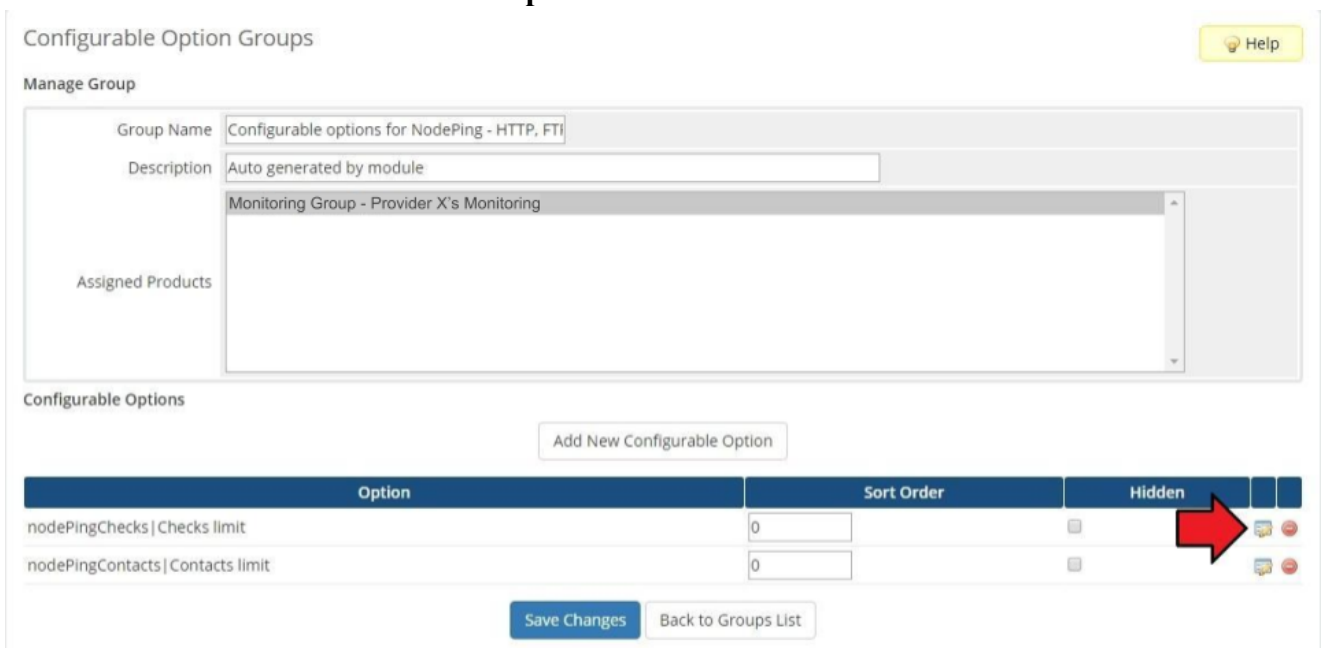 Configurable Option Groups
Help
Manage Group
Group Name Configurable options for NodePing - HTTP, FT
Description Auto generated by module
Monitoring Group - Provider X's Monitoring
Assigned Products
Configurable Options
Add New Configurable Option
Option Sort Order Hidden
nodePingChecks|Checks limit 0
nodePingContacts|Contacts limit 0
Save Changes Back to Groups List